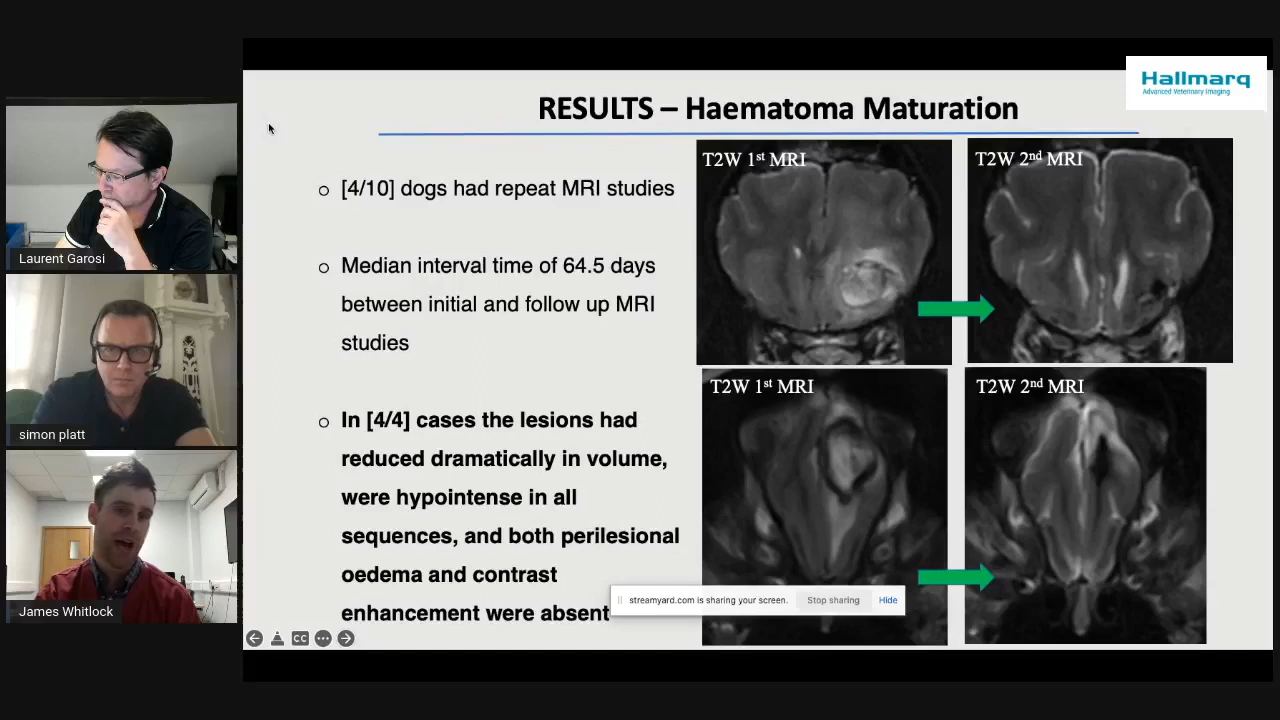 Hallmarq
Advanced Veterinary Imaging
RESULTS – Haematoma Maturation
[4/10] dogs had repeat MRI studies
Median interval time of 64.5 days
between initial and follow up MRI
studies
In [4/4] cases the lesions had
reduced dramatically in volume,
were hypointense in all
sequences, and both perilesional
oedema and contrast
enhancement were absent
T2W 1st MRI
T2W 2nd MRI
T2W 1st MRI
T2W 2nd MRI
streamyard.com is sharing your screen.
Stop sharing
Hide
CC
Laurent Garosi
simon platt
James Whitlock